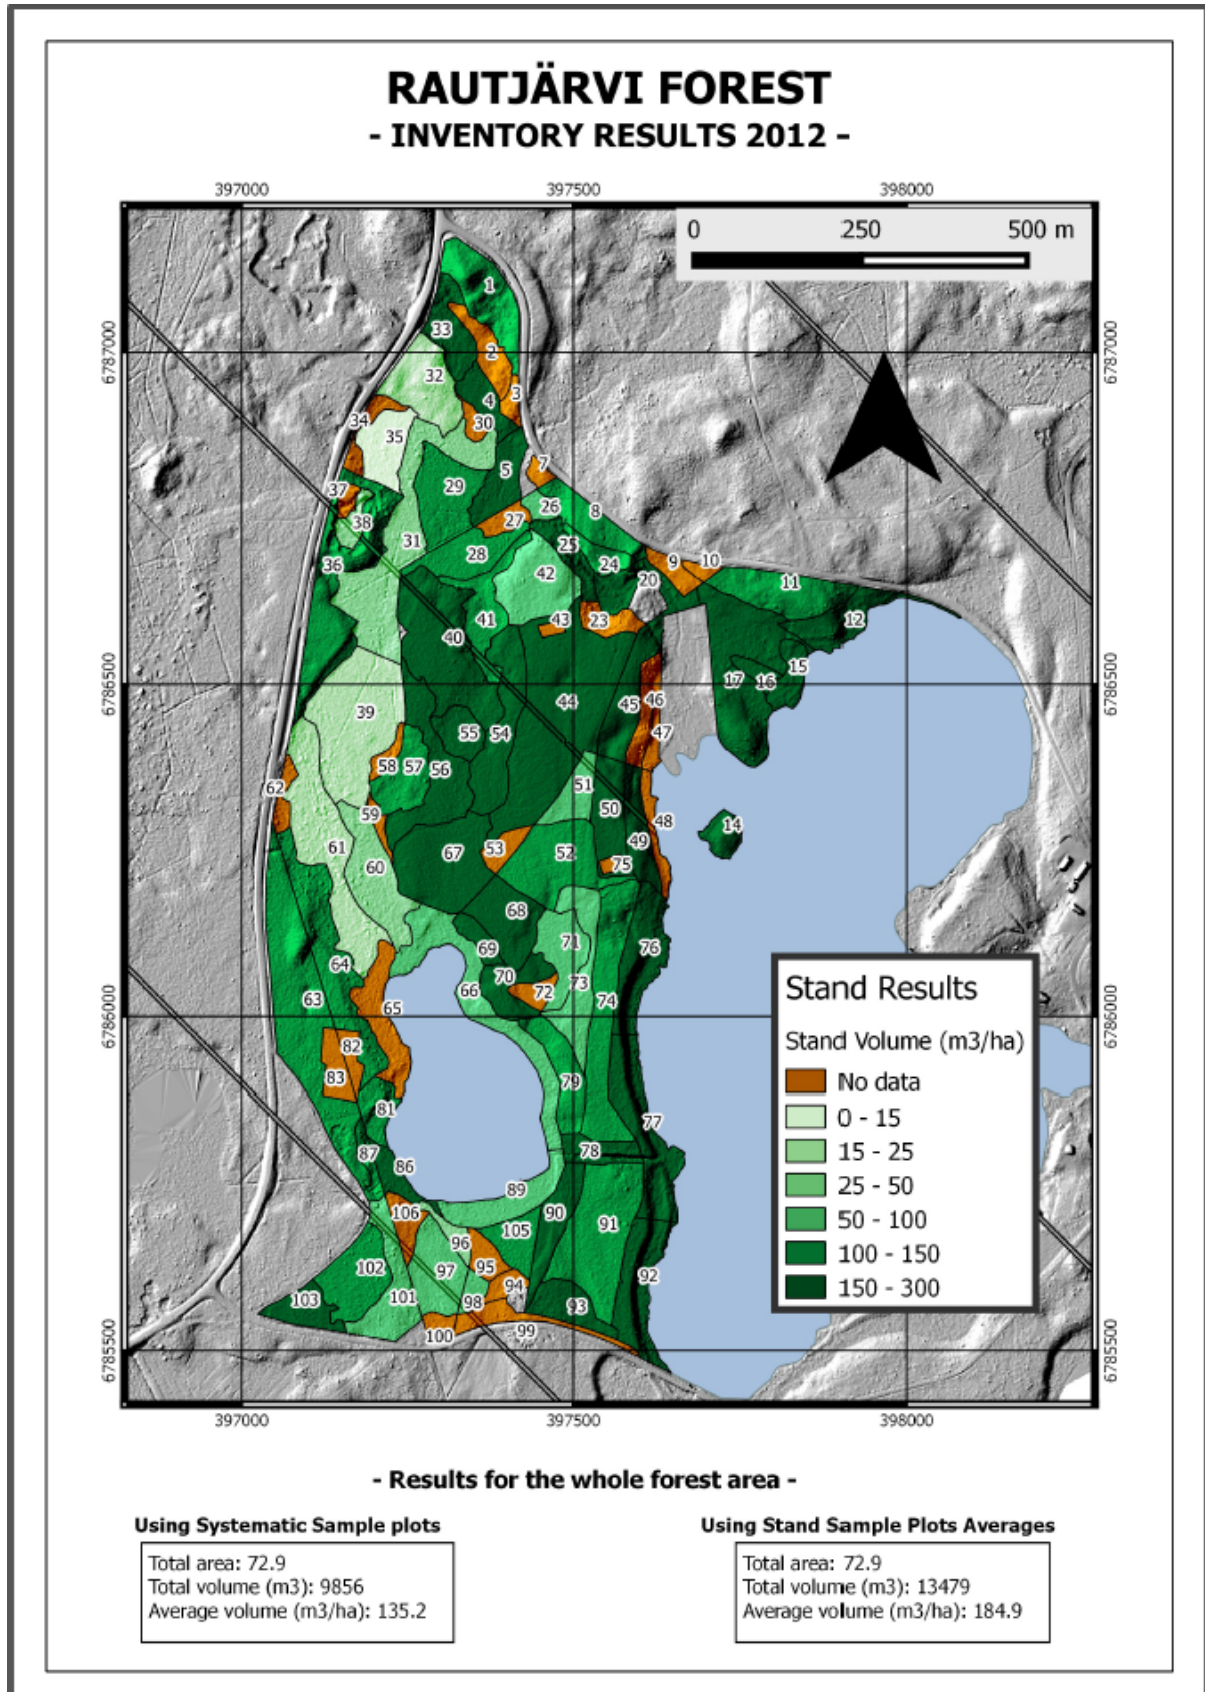 RAUTJÄRVI FOREST
- INVENTORY RESULTS 2012 -
397000 397500 398000
0 250 500 m
1
33
6787000 2 6787000
32
3
4
34 30
35
7 5
29
37 26
27 8
38
31 25
28 9 10
36 24
42 20 11
41 43 23 12
40
15
17 16
6786500 44 45 46 6786500
39
55 54 47
58 57 56
62 51
59 50 48
14
61 67 53 52 49
60 75
68
69 71 76
64
70 73
66 72
63 65 74
6786000 6786000
82
83 79
81 77
87 78
86
89
106 90 91
105
96
102 97 95 92
94
103 101 98 93
100 99
6785500 6785500
Stand Results
Stand Volume (m3/ha)
No data
0 - 15
15 - 25
25 - 50
50 - 100
100 - 150
150 - 300
397000 397500 398000
- Results for the whole forest area -
Using Systematic Sample plots
Total area: 72.9
Total volume (m3): 9856
Average volume (m3/ha): 135.2
Using Stand Sample Plots Averages
Total area: 72.9
Total volume (m3): 13479
Average volume (m3/ha): 184.9